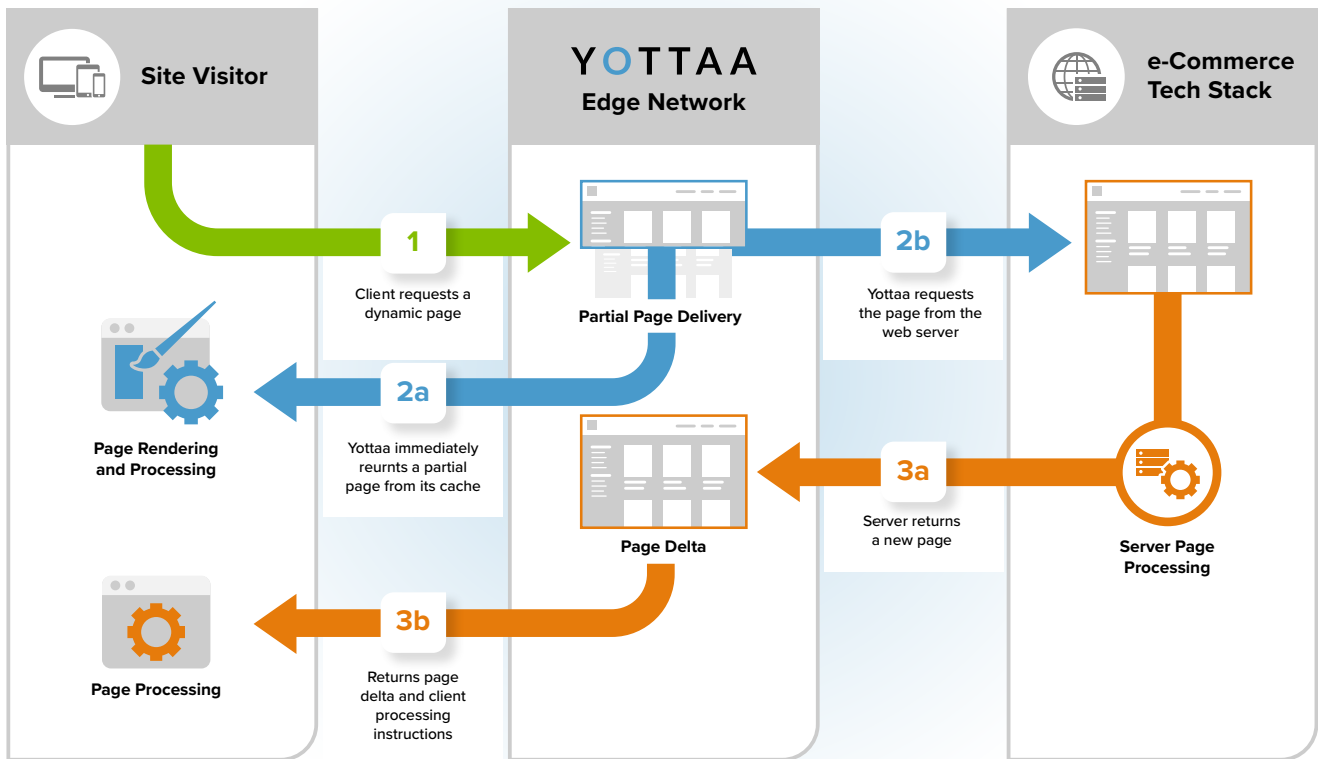 Site Visitor
YOTTAA
Edge Network
e-Commerce
Tech Stack
1
Client requests a
dynamic page
Partial Page Delivery
2b
Yottaa requests
the page from the
web server
2a
Yottaa immediately
reurnts a partial
page from its cache
Page Rendering
and Processing
3a
Server returns
a new page
Page Delta
Server Page
Processing
3b
Returns page
delta and client
processing
instructions
Page Processing